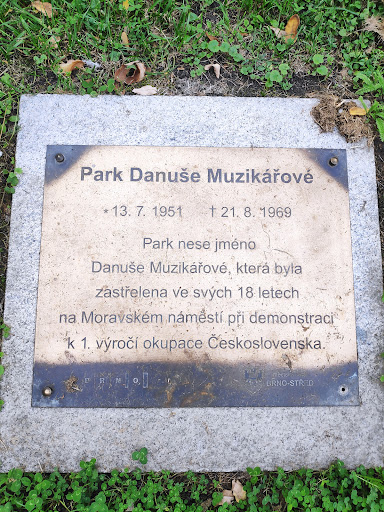 Park Danuše Muzikářové
* 13. 7. 1951 † 21. 8. 1969
Park nese jméno
Danuše Muzikářové, která byla
zastřelena ve svých 18 letech
na Moravském náměstí při demonstraci
k 1. výročí okupace Československa.
B R N O BRNO-STŘED